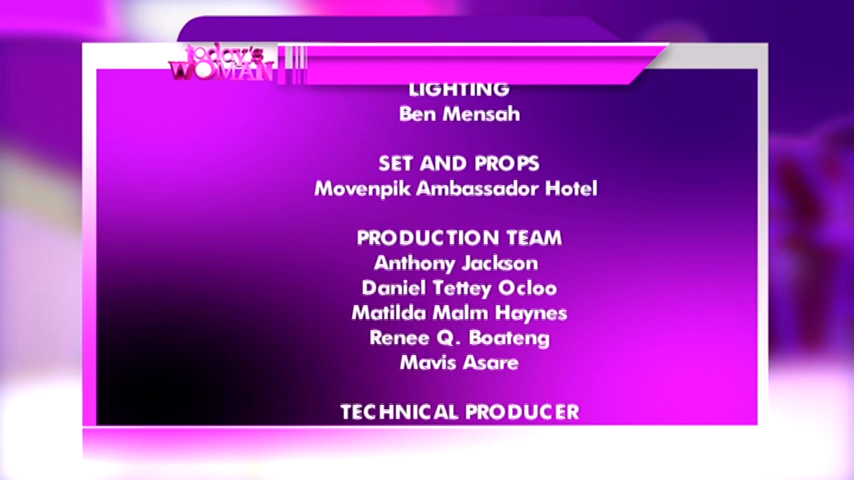 today's
WOMAN
LIGHTING
Ben Mensah
SET AND PROPS
Movenpik Ambassador Hotel
PRODUCTION TEAM
Anthony Jackson
Daniel Tettey Ocloo
Matilda Malm Haynes
Renee Q. Boateng
Mavis Asare
TECHNICAL PRODUCER